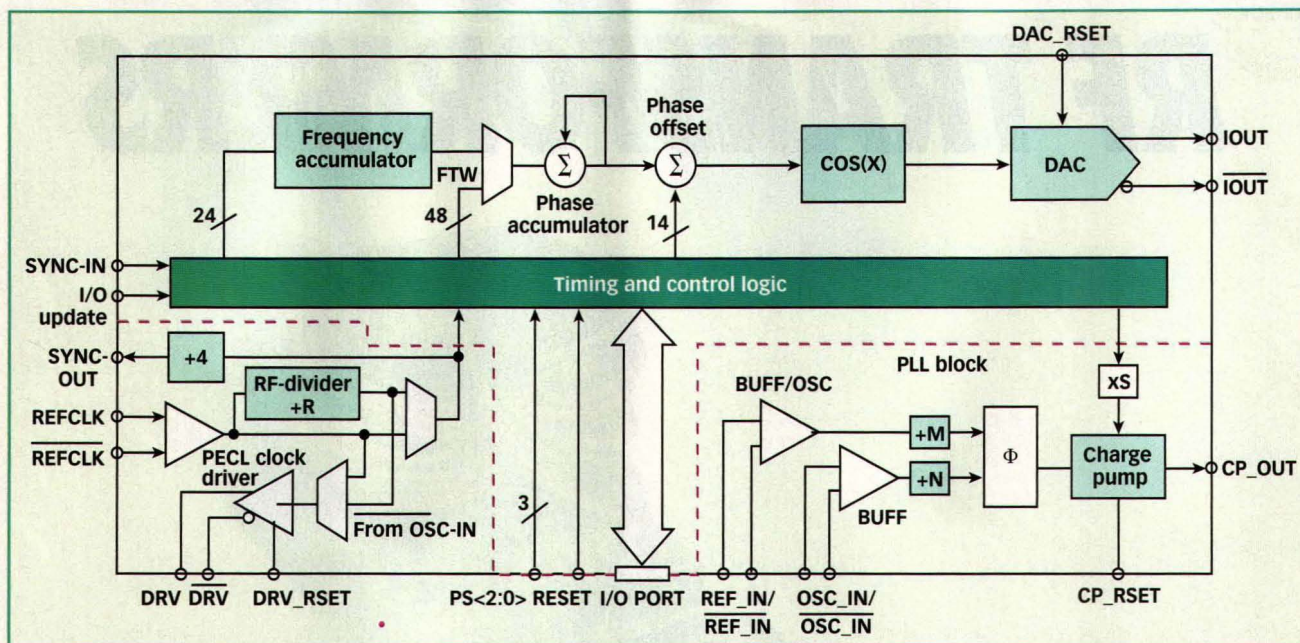 DAC_RSET
Phase
offset
Frequency
accumulator
FTW
Σ
Σ
Phase
accumulator
COS(X)
DAC
IOUT
IOUT
24
48
14
SYNC-IN
I/O
update
Timing and control logic
SYNC-
OUT
+4
RF-divider
+R
REFCLK
REFCLK
PECL clock
driver
From OSC-IN
3
PLL block
xS
BUFF/OSC
+M
+N
BUFF
Φ
Charge
pump
CP_OUT
DRV
DRV
DRV_RSET
PS<2:0>
RESET
I/O PORT
REF_IN/
REF_IN
OSC_IN/
OSC_IN
CP_RSET